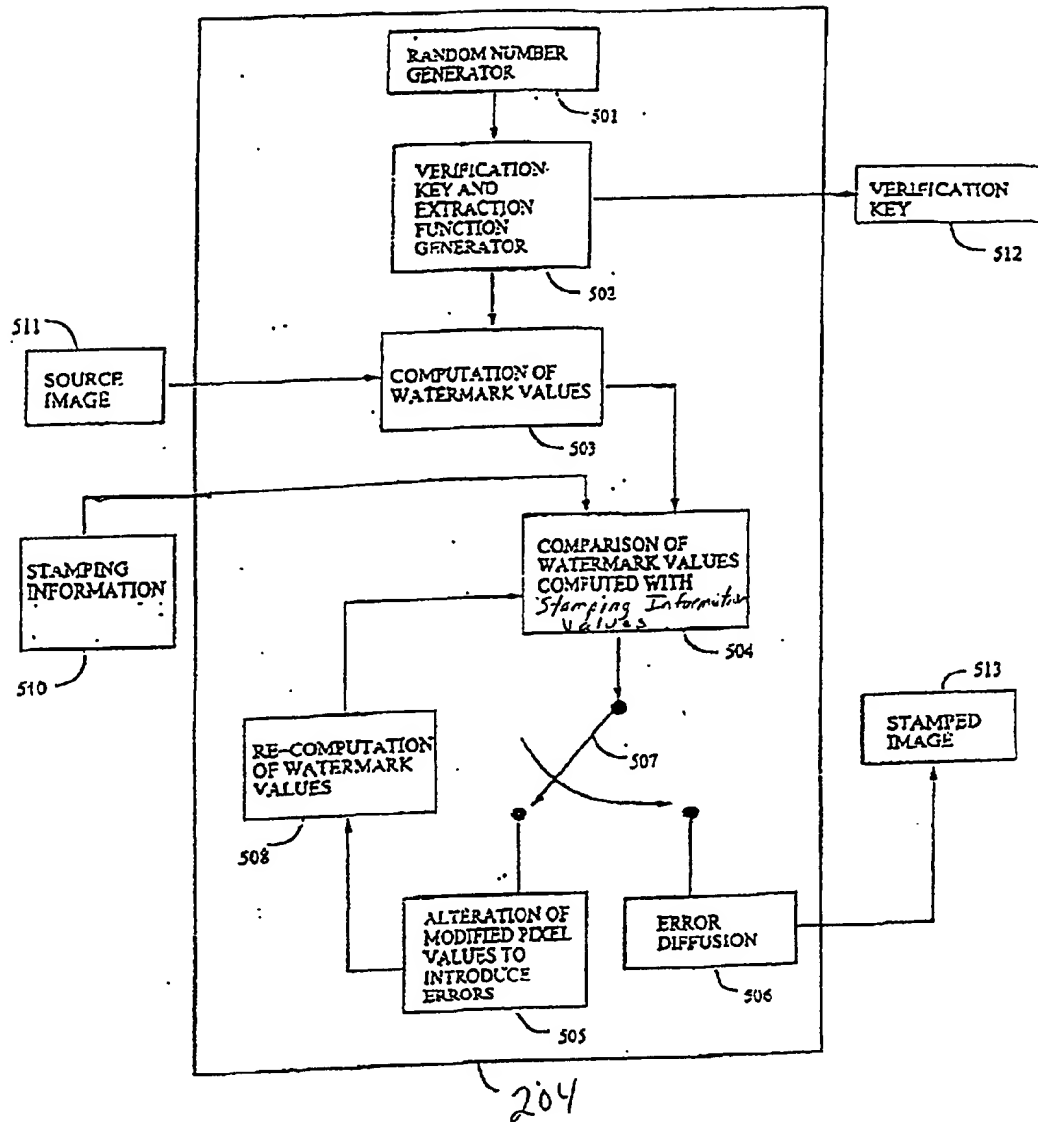 RANDOM NUMBER
GENERATOR
501
VERIFICATION-
KEY AND
EXTRACTION
FUNCTION
GENERATOR
502
VERIFICATION
KEY
512
511
SOURCE
IMAGE
COMPUTATION OF
WATERMARK VALUES
503
STAMPING
INFORMATION
510
COMPARISON OF
WATERMARK VALUES
COMPUTED WITH
Stamping Information
Values
504
513
STAMPED
IMAGE
507
RE-COMPUTATION
OF WATERMARK
VALUES
508
ALTERATION OF
MODIFIED PIXEL
VALUES TO
INTRODUCE
ERRORS
505
ERROR
DIFFUSION
506
204